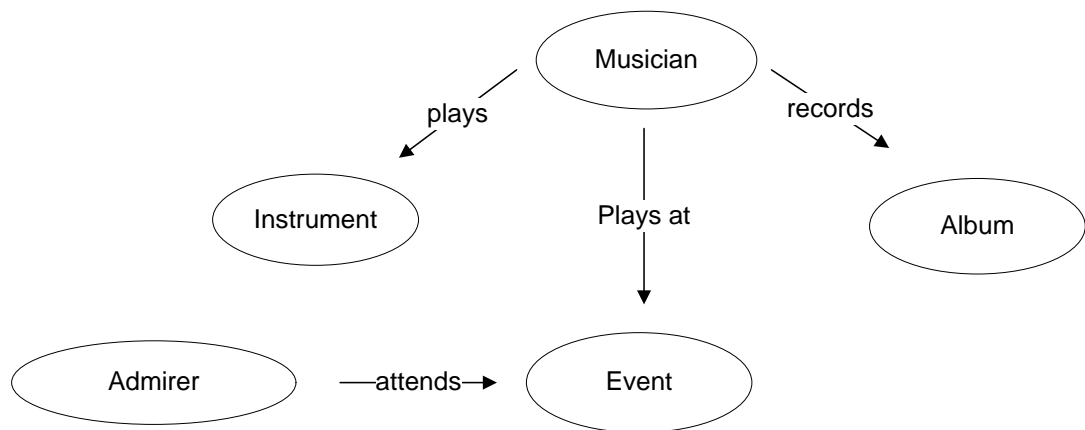 Musician
plays
records
Instrument
Plays at
Album
Admirer
attends
Event